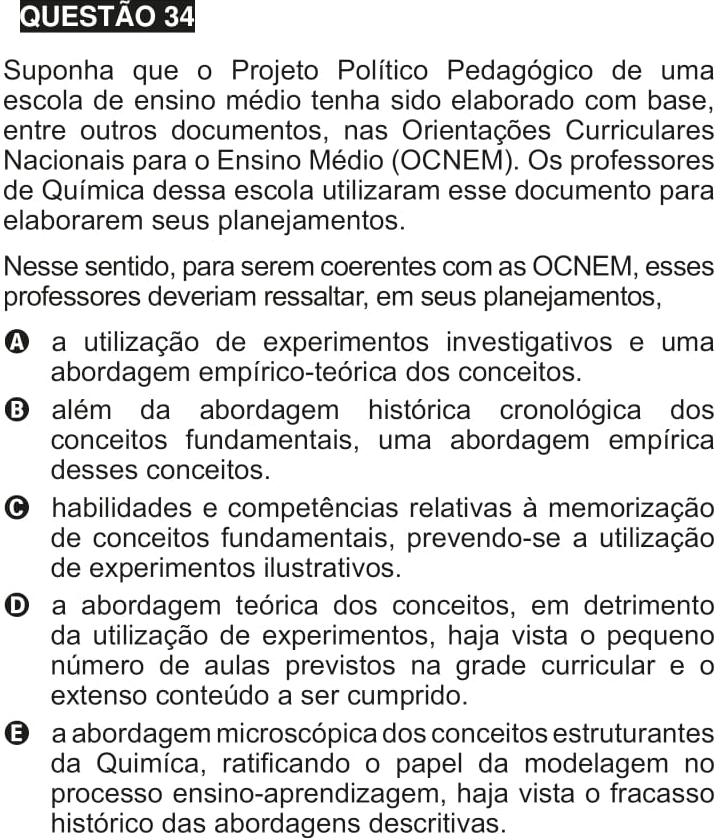 QUESTÃO 34
Suponha que o Projeto Político Pedagógico de uma
escola de ensino médio tenha sido elaborado com base,
entre outros documentos, nas Orientações Curriculares
Nacionais para o Ensino Médio (OCNEM). Os professores
de Química dessa escola utilizaram esse documento para
elaborarem seus planejamentos.
Nesse sentido, para serem coerentes com as OCNEM, esses
professores deveriam ressaltar, em seus planejamentos,
A a utilização de experimentos investigativos e uma
abordagem empírico-teórica dos conceitos.
B além da abordagem histórica cronológica dos
conceitos fundamentais, uma abordagem empírica
desses conceitos.
C habilidades e competências relativas à memorização
de conceitos fundamentais, prevendo-se a utilização
de experimentos ilustrativos.
D a abordagem teórica dos conceitos, em detrimento
da utilização de experimentos, haja vista o pequeno
número de aulas previstos na grade curricular e o
extenso conteúdo a ser cumprido.
E a abordagem microscópica dos conceitos estruturantes
da Quimíca, ratificando o papel da modelagem no
processo ensino-aprendizagem, haja vista o fracasso
histórico das abordagens descritivas.